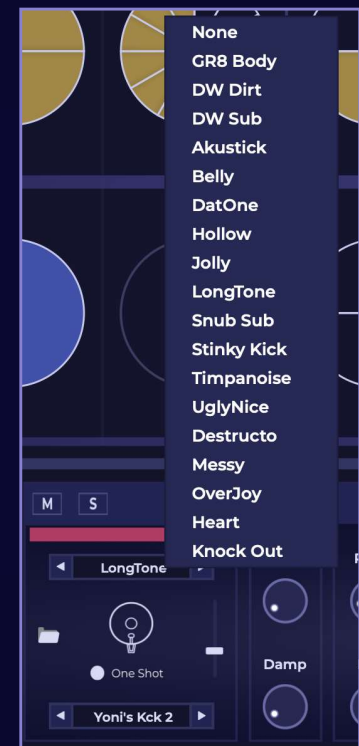 None
GR8 Body
DW Dirt
DW Sub
Akustick
Belly
DatOne
Hollow
Jolly
LongTone
Snub Sub
Stinky Kick
Timpanoise
UglyNice
Destructo
Messy
OverJoy
Heart
Knock Out
M S
LongTone
One Shot
Damp
Yoni's Kck 2